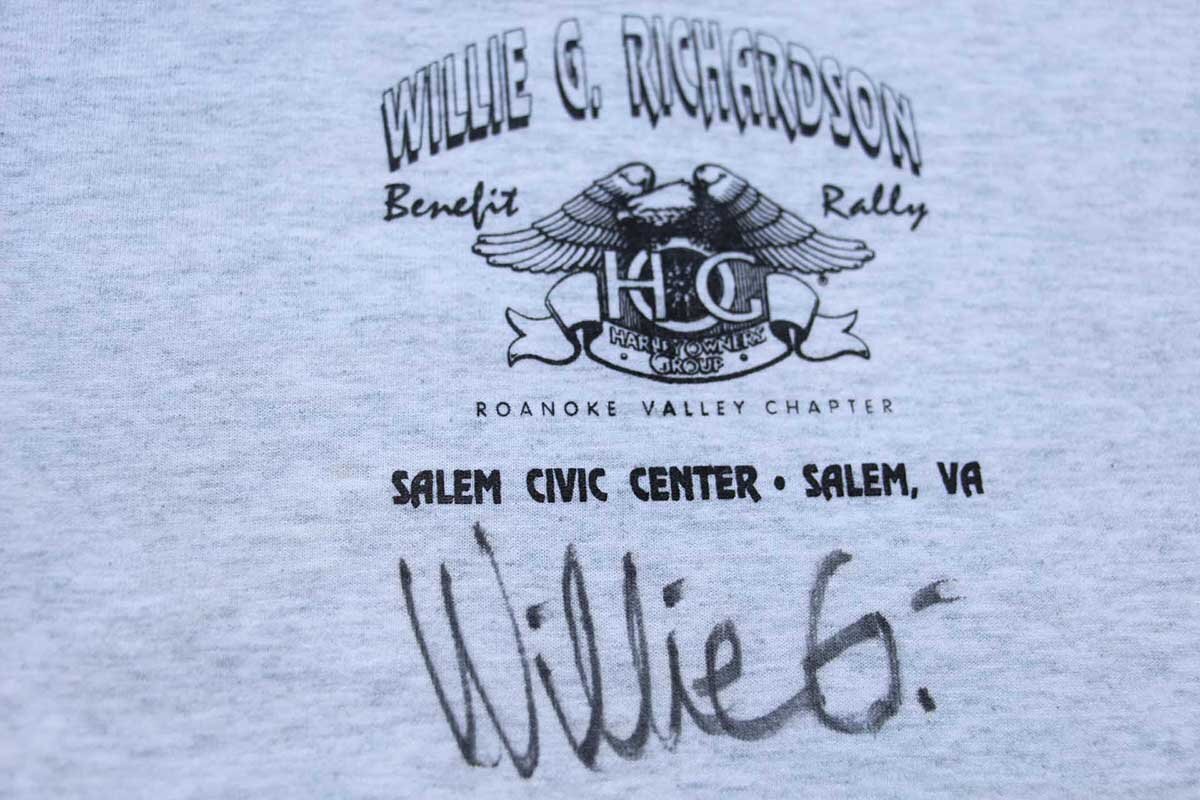 WILLIE G. RICHARDSON
Benefit Rally
HOG
HARLEY OWNERS
GROUP
ROANOKE VALLEY CHAPTER
SALEM CIVIC CENTER • SALEM, VA
Willie G.